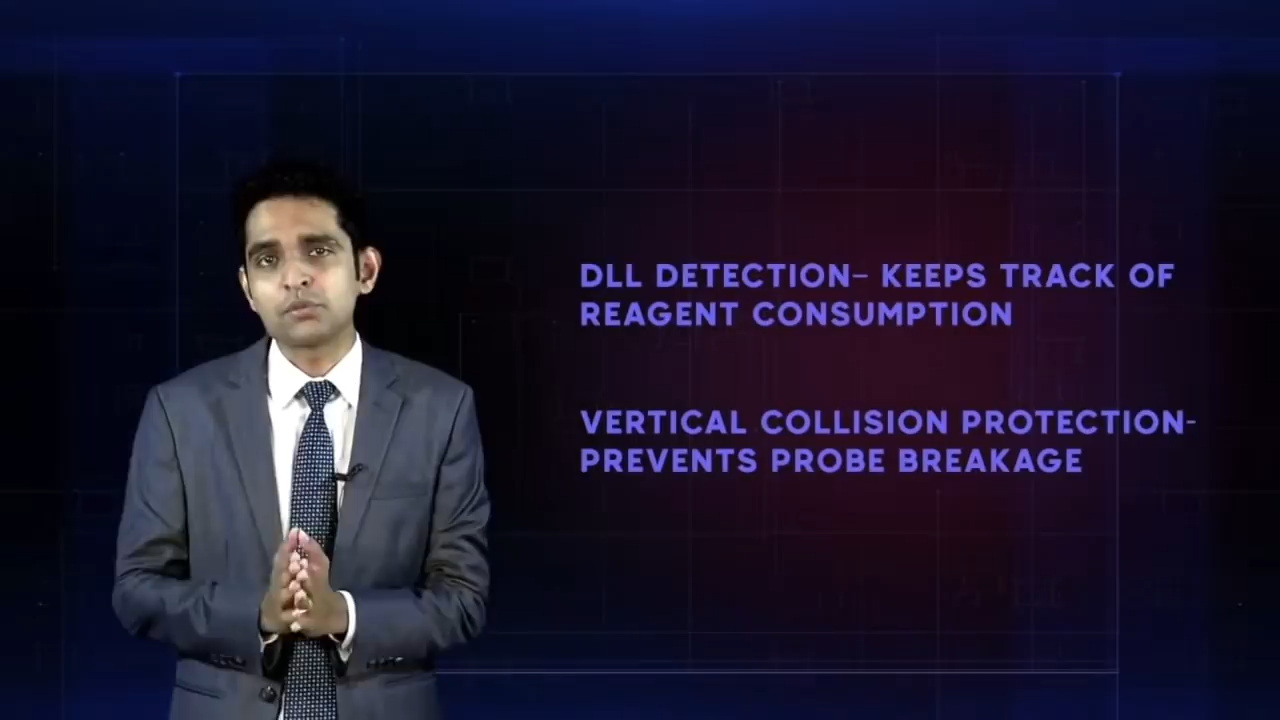 DLL DETECTION– KEEPS TRACK OF
REAGENT CONSUMPTION
VERTICAL COLLISION PROTECTION-
PREVENTS PROBE BREAKAGE